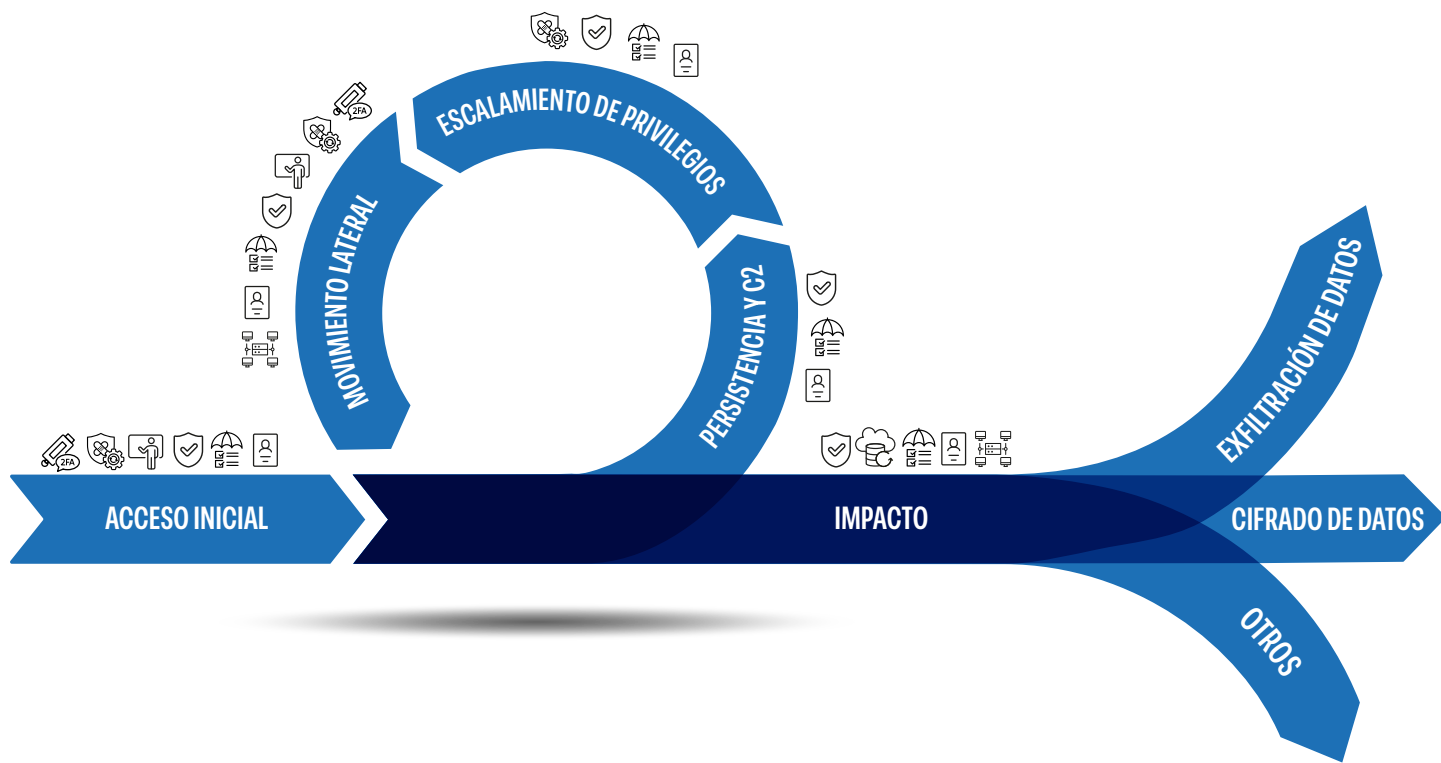 2FA
ESCALAMIENTO DE PRIVILEGIOS
MOVIMIENTO LATERAL
PERSISTENCIA Y C2
2FA
ACCESO INICIAL
IMPACTO
EXFILTRACIÓN DE DATOS
CIFRADO DE DATOS
OTROS